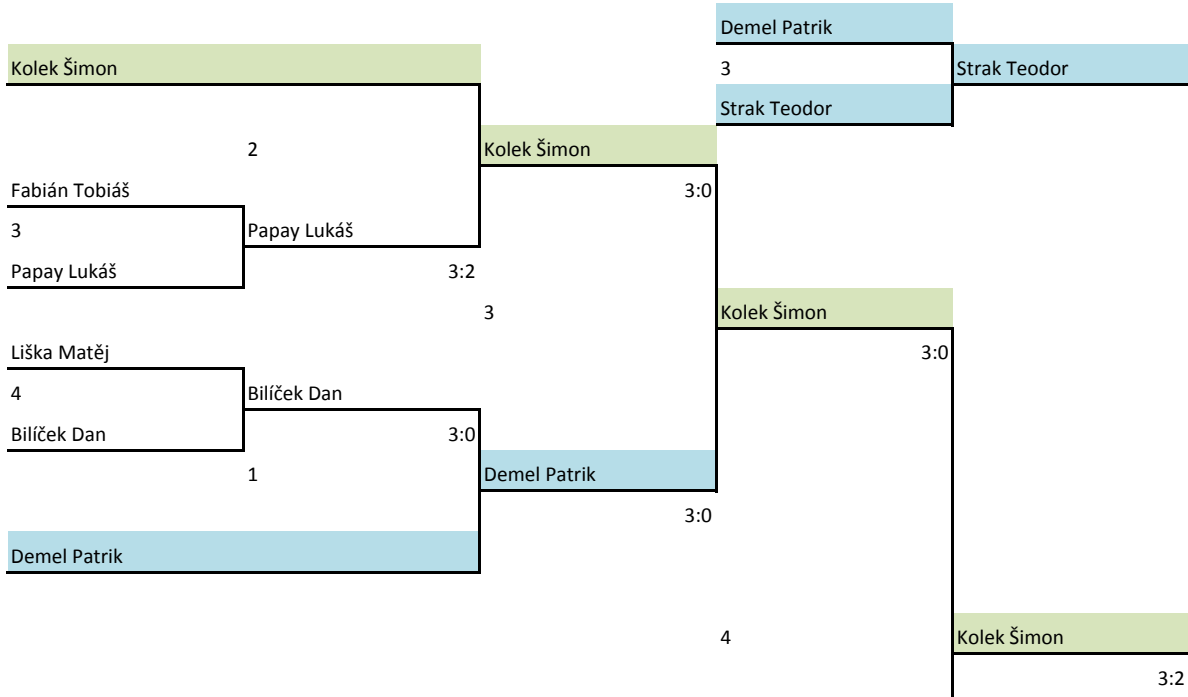 Demel Patrik
Kolek Šimon 3 Strak Teodor
Strak Teodor
2 Kolek Šimon
Fabián Tobiáš 3:0
3 Papay Lukáš
Papay Lukáš 3:2
3 Kolek Šimon
Liška Matěj 3:0
4 Bilíček Dan
Bilíček Dan 3:0
1 Demel Patrik
3:0
Demel Patrik
4 Kolek Šimon
3:2